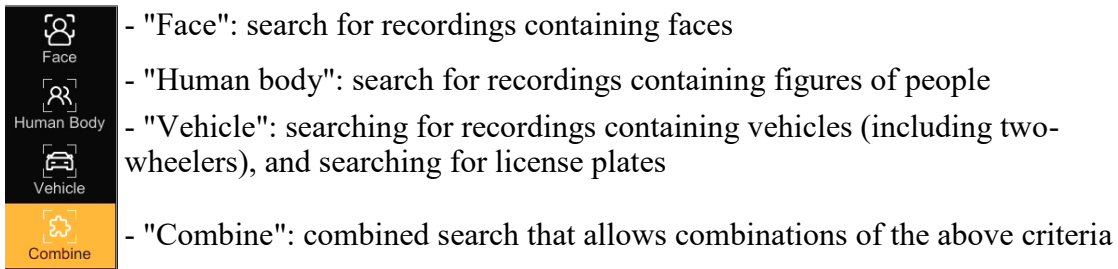 Face
- "Face": search for recordings containing faces
Human Body
- "Human body": search for recordings containing figures of people
Vehicle
- "Vehicle": searching for recordings containing vehicles (including two-
wheelers), and searching for license plates
Combine
- "Combine": combined search that allows combinations of the above criteria